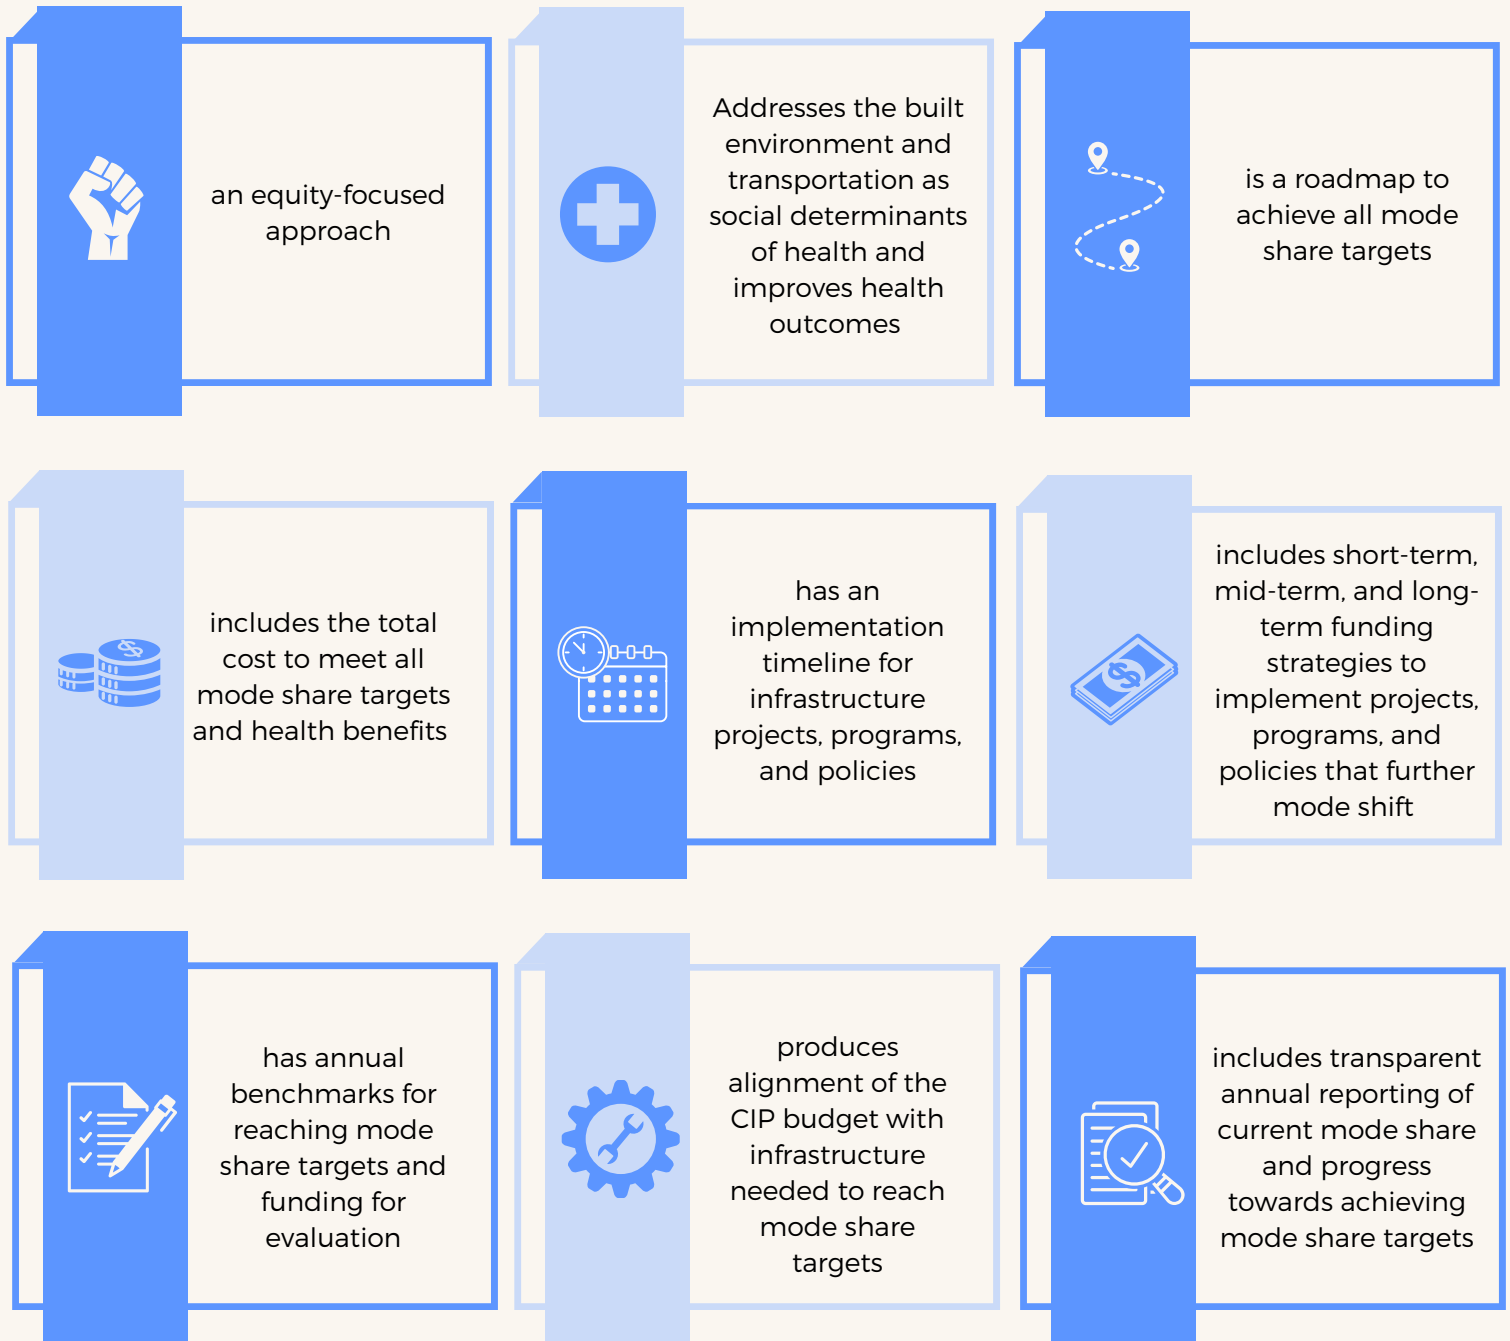 an equity-focused
approach
Addresses the built
environment and
transportation as
social determinants
of health and
improves health
outcomes
is a roadmap to
achieve all mode
share targets
includes the total
cost to meet all
mode share targets
and health benefits
has an
implementation
timeline for
infrastructure
projects, programs,
and policies
includes short-term,
mid-term, and long-
term funding
strategies to
implement projects,
programs, and
policies that further
mode shift
has annual
benchmarks for
reaching mode
share targets and
funding for
evaluation
produces
alignment of the
CIP budget with
infrastructure
needed to reach
mode share
targets
includes transparent
annual reporting of
current mode share
and progress
towards achieving
mode share targets